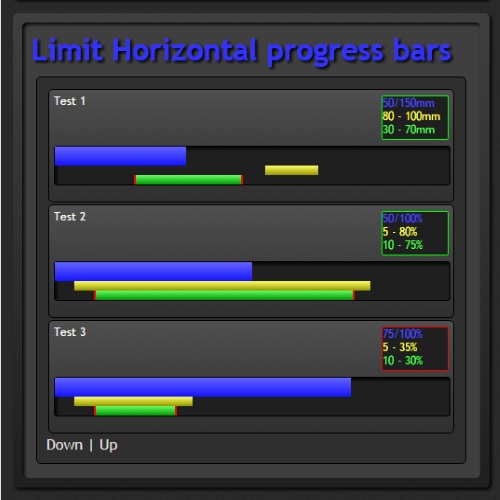 Limit Horizontal progress bars
Test 1
50/150mm
80 - 100mm
30 - 70mm
Test 2
50/100%
5 - 80%
10 - 75%
Test 3
75/100%
5 - 35%
10 - 30%
Down | Up